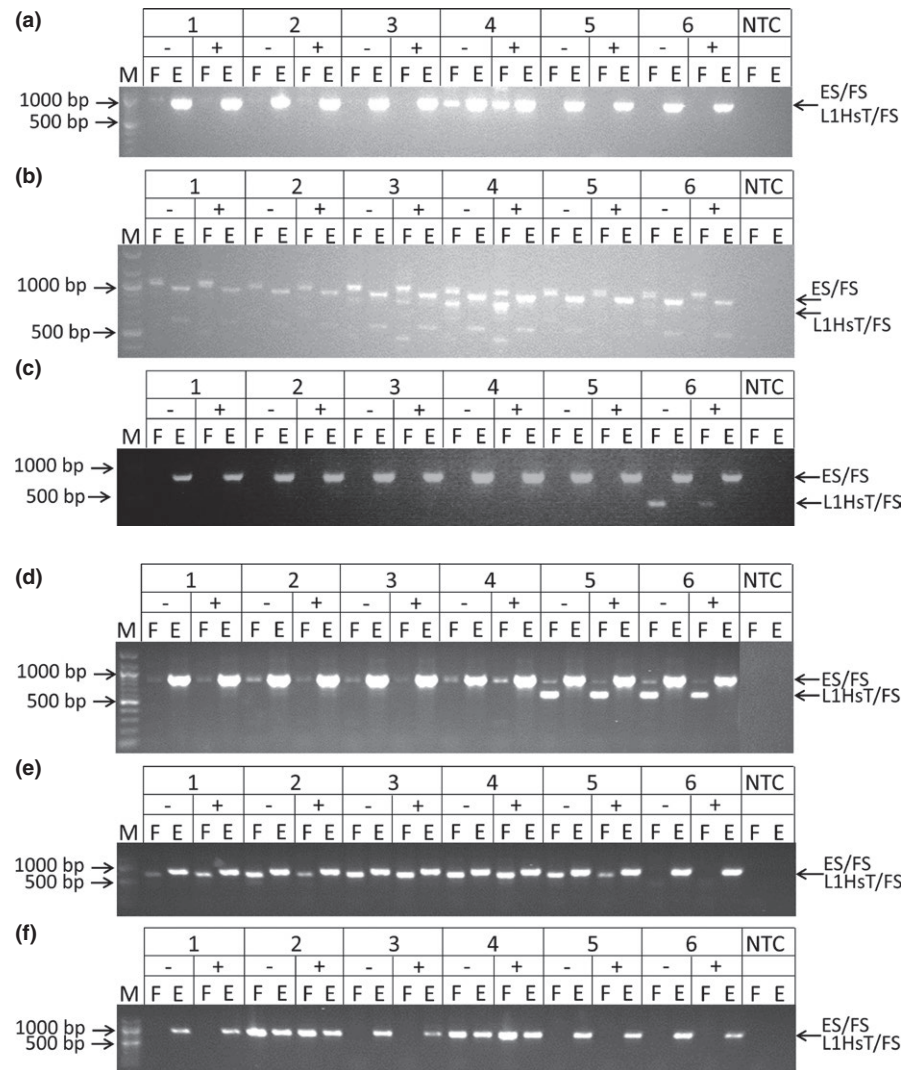 (a)
1 2 3 4 5 6 NTC
- + - + - + - + - + - +
M F E F E F E F E F E F E F E F E F E F E F E F E F E
1000 bp
500 bp
ES/FS
L1HsT/FS
(b)
1 2 3 4 5 6 NTC
- + - + - + - + - + - +
M F E F E F E F E F E F E F E F E F E F E F E F E F E
1000 bp
500 bp
ES/FS
L1HsT/FS
(c)
1 2 3 4 5 6 NTC
- + - + - + - + - + - +
M F E F E F E F E F E F E F E F E F E F E F E F E F E
1000 bp
500 bp
ES/FS
L1HsT/FS
(d)
1 2 3 4 5 6 NTC
- + - + - + - + - + - +
M F E F E F E F E F E F E F E F E F E F E F E F E F E
1000 bp
500 bp
ES/FS
L1HsT/FS
(e)
1 2 3 4 5 6 NTC
- + - + - + - + - + - +
M F E F E F E F E F E F E F E F E F E F E F E F E F E
1000 bp
500 bp
ES/FS
L1HsT/FS
(f)
1 2 3 4 5 6 NTC
- + - + - + - + - + - +
M F E F E F E F E F E F E F E F E F E F E F E F E F E
1000 bp
500 bp
ES/FS
L1HsT/FS